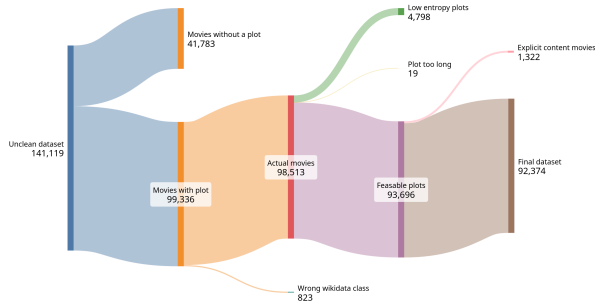 Unclean dataset
141,119
Movies without a plot
41,783
Movies with plot
99,336
Actual movies
98,513
Wrong wikidata class
823
Low entropy plots
4,798
Plot too long
19
Feasable plots
93,696
Explicit content movies
1,322
Final dataset
92,374